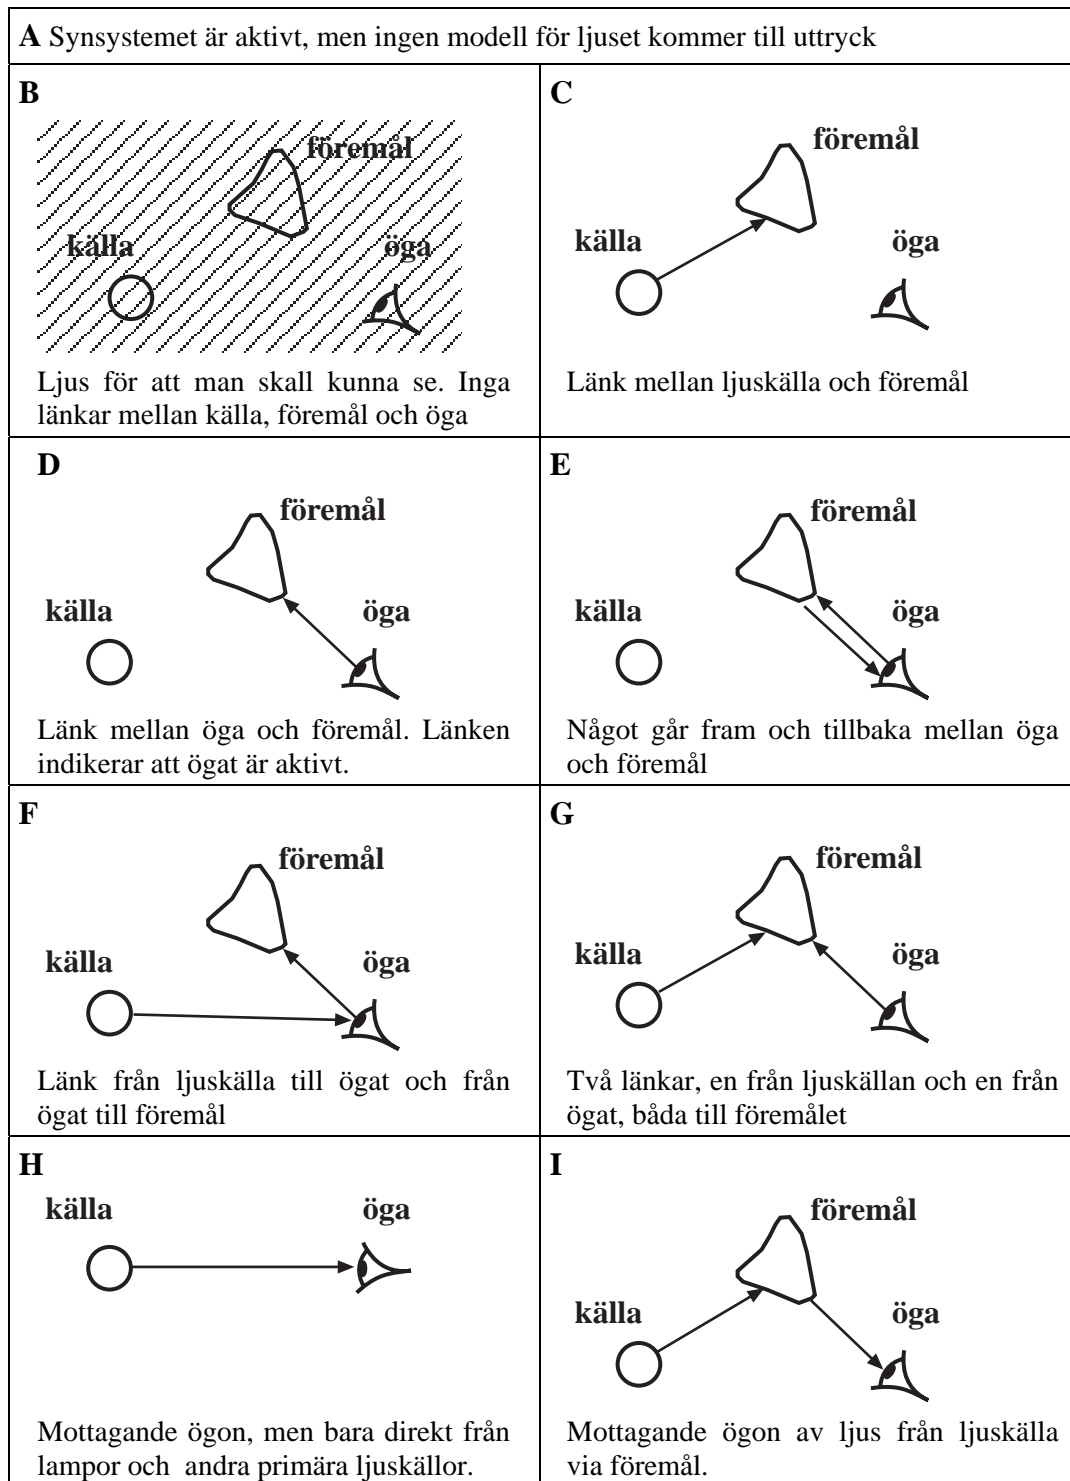 A Synsystemet är aktivt, men ingen modell för ljuset kommer till uttryck
B
föremål
källa
öga
Ljus för att man skall kunna se. Inga
länkar mellan källa, föremål och öga
C
föremål
källa
öga
Länk mellan ljuskälla och föremål
D
föremål
källa
öga
Länk mellan öga och föremål. Länken
indikerar att ögat är aktivt.
E
föremål
källa
öga
Något går fram och tillbaka mellan öga
och föremål
F
föremål
källa
öga
Länk från ljuskälla till ögat och från
ögat till föremål
G
föremål
källa
öga
Två länkar, en från ljuskällan och en från
ögat, båda till föremålet
H
källa
öga
Mottagande ögon, men bara direkt från
lampor och andra primära ljuskällor.
I
föremål
källa
öga
Mottagande ögon av ljus från ljuskälla
via föremål.